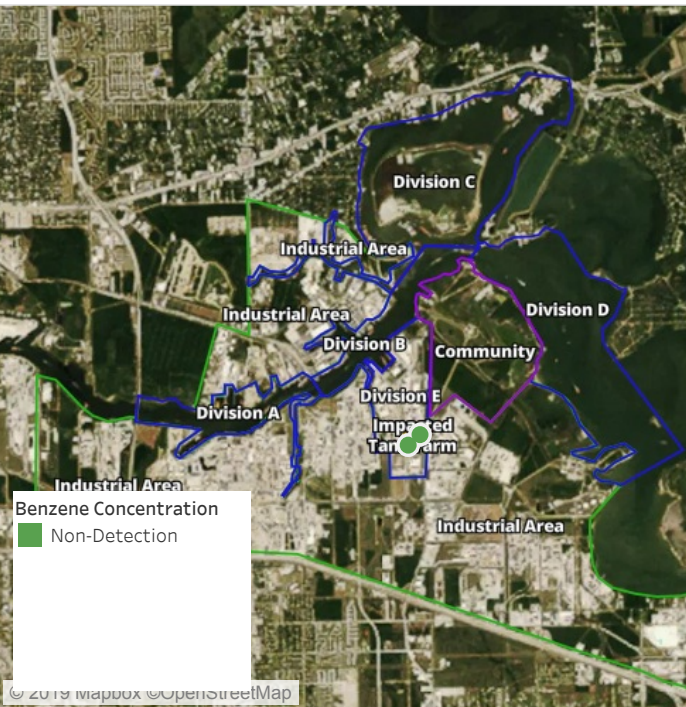 Division C
Industrial Area
Division D
Industrial Area
Division B
Community
Division E
Division A
Impacted
Tank Farm
Industrial Area
Industrial Area
Benzene Concentration
Non-Detection
© 2019 Mapbox ©OpenStreetMap